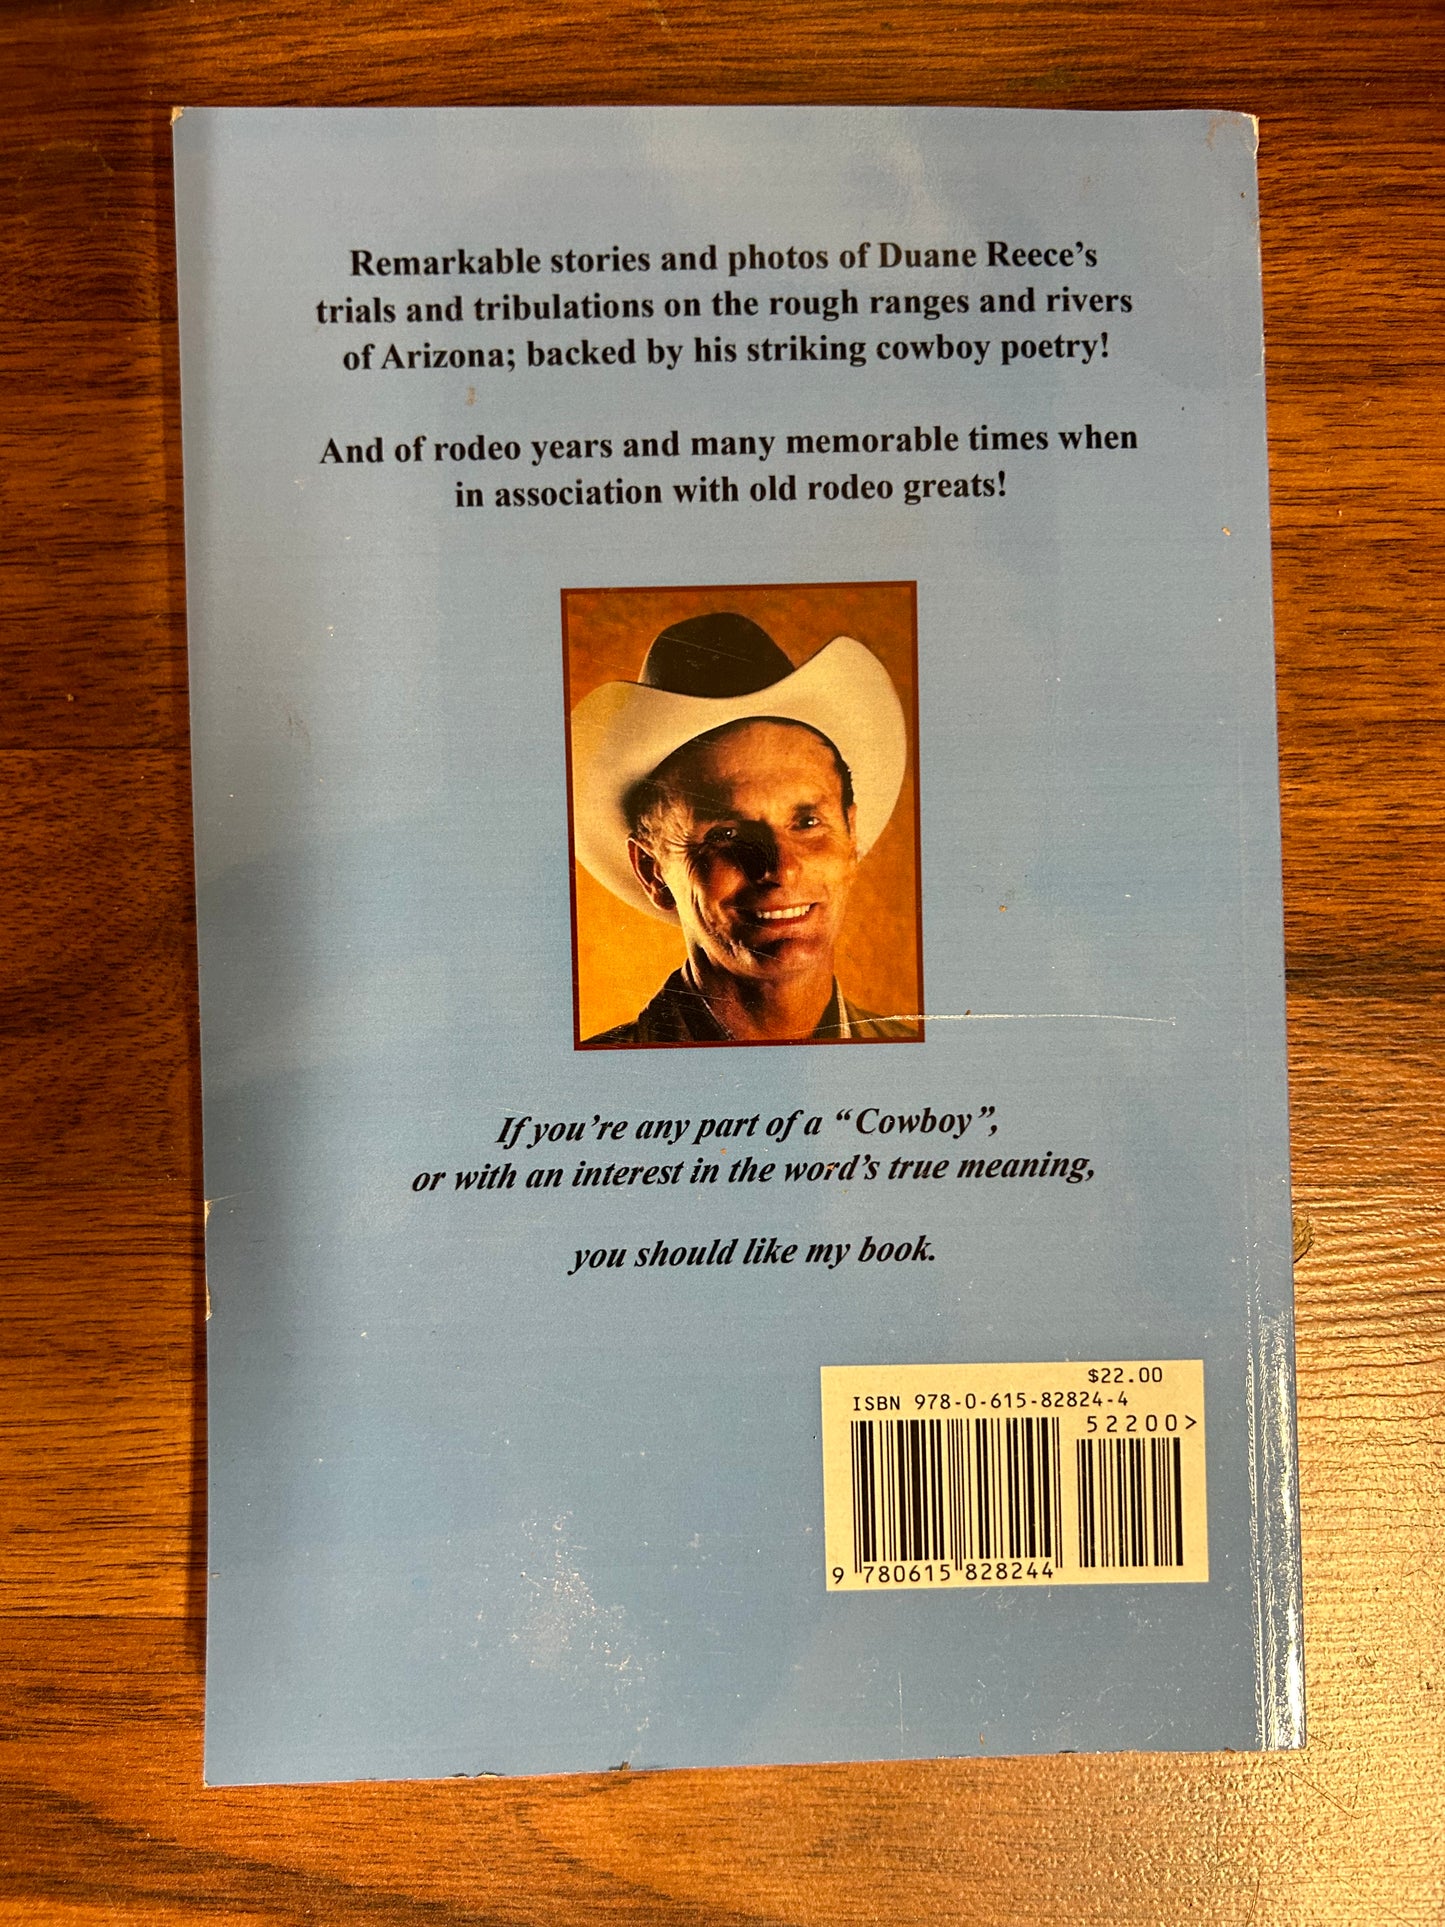 Remarkable stories and photos of Duane Reece’s
trials and tribulations on the rough ranges and rivers
of Arizona; backed by his striking cowboy poetry!
And of rodeo years and many memorable times when
in association with old rodeo greats!
If you’re any part of a “Cowboy”,
or with an interest in the word’s true meaning,
you should like my book.
$22.00
ISBN 978-0-615-82824-4
52200>
9 780615 828244